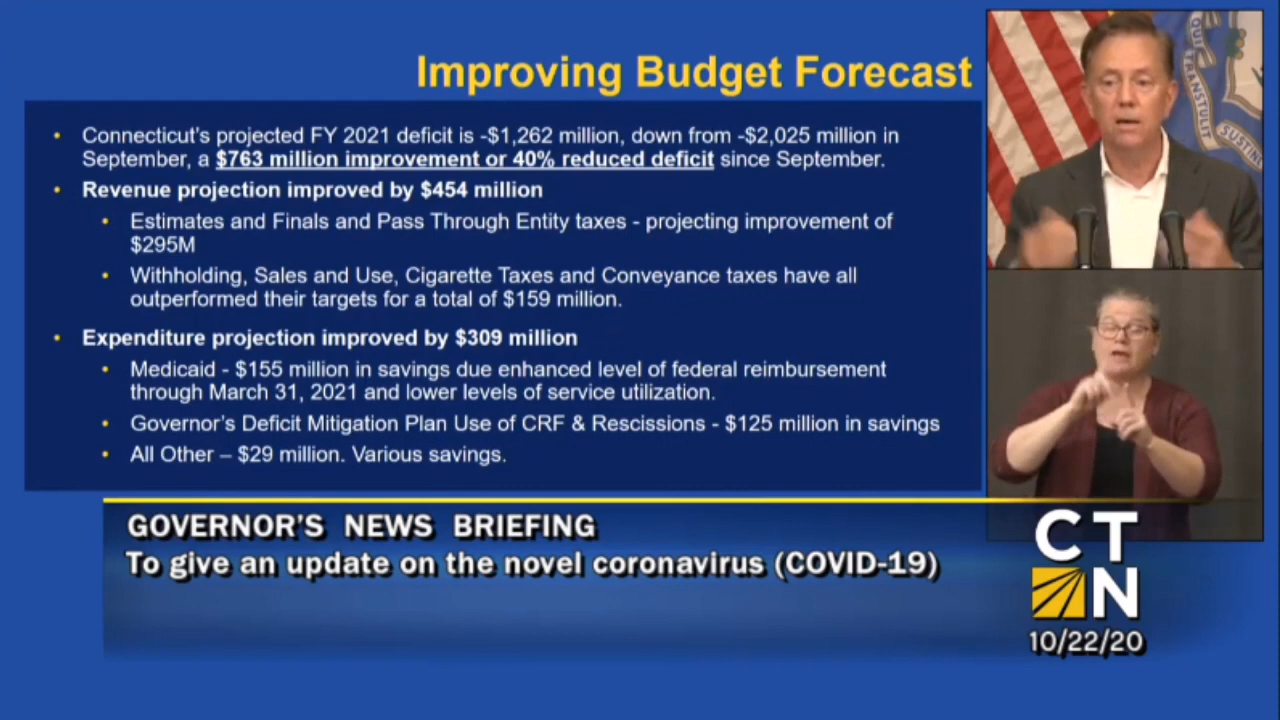 Improving Budget Forecast
• Connecticut's projected FY 2021 deficit is -$1,262 million, down from -$2,025 million in
September, a $763 million improvement or 40% reduced deficit since September.
• Revenue projection improved by $454 million
• Estimates and Finals and Pass Through Entity taxes - projecting improvement of
$295M
• Withholding, Sales and Use, Cigarette Taxes and Conveyance taxes have all
outperformed their targets for a total of $159 million.
• Expenditure projection improved by $309 million
• Medicaid - $155 million in savings due enhanced level of federal reimbursement
through March 31, 2021 and lower levels of service utilization.
• Governor's Deficit Mitigation Plan Use of CRF & Rescissions - $125 million in savings
• All Other – $29 million. Various savings.
QUI TRANSTULIT
SUSTIN
GOVERNOR'S NEWS BRIEFING
To give an update on the novel coronavirus (COVID-19)
CT
N
10/22/20